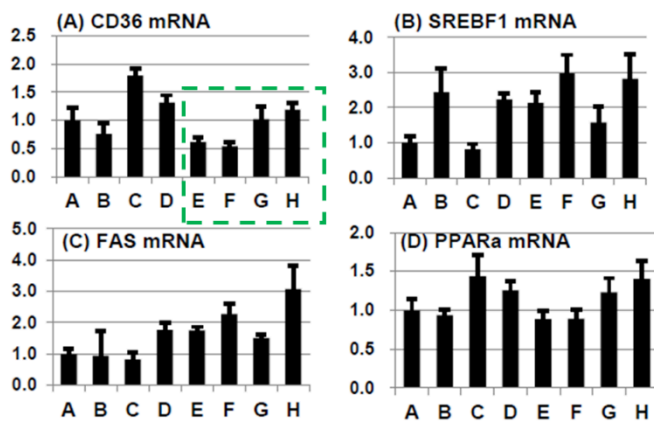 (A) CD36 mRNA
2.5
2.0
1.5
1.0
0.5
0.0
A B C D E F G H
(B) SREBF1 mRNA
4.0
3.0
2.0
1.0
0.0
A B C D E F G H
(C) FAS mRNA
5.0
4.0
3.0
2.0
1.0
0.0
A B C D E F G H
(D) PPARa mRNA
2.0
1.5
1.0
0.5
0.0
A B C D E F G H